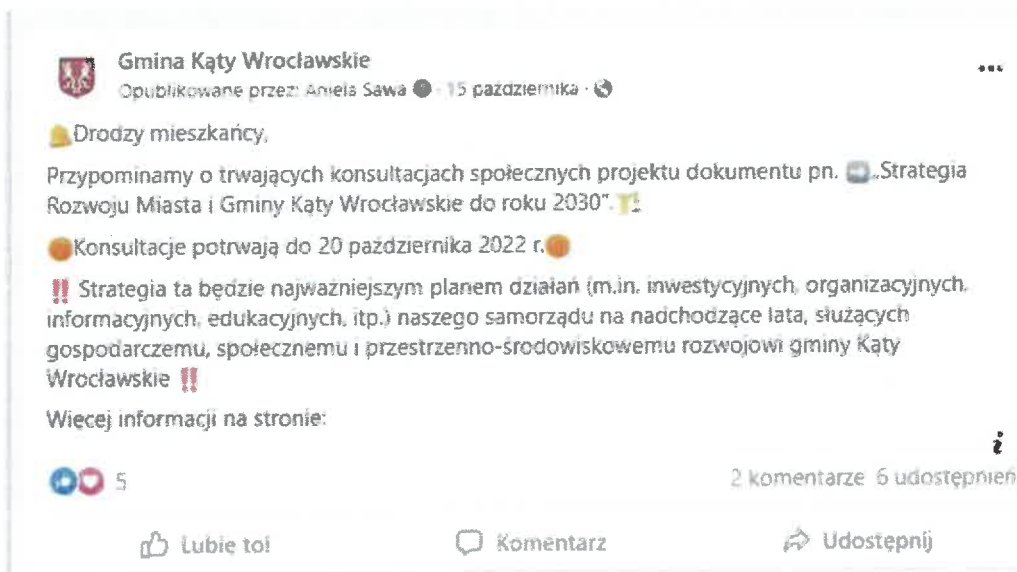 Gmina Kąty Wrocławskie
Opublikowane przez: Aniela Sawa · 15 października ·
Drodzy mieszkańcy,
Przypominamy o trwających konsultacjach społecznych projektu dokumentu pn. „Strategia
Rozwoju Miasta i Gminy Kąty Wrocławskie do roku 2030".
Konsultacje potrwają do 20 października 2022 r.
‼ Strategia ta będzie najważniejszym planem działań (m.in. inwestycyjnych, organizacyjnych,
informacyjnych, edukacyjnych, itp.) naszego samorządu na nadchodzące lata, służących
gospodarczemu, społecznemu i przestrzenno-środowiskowemu rozwojowi gminy Kąty
Wrocławskie ‼
Więcej informacji na stronie:
i
5
2 komentarze 6 udostępnień
Lubię to!
Komentarz
Udostępnij